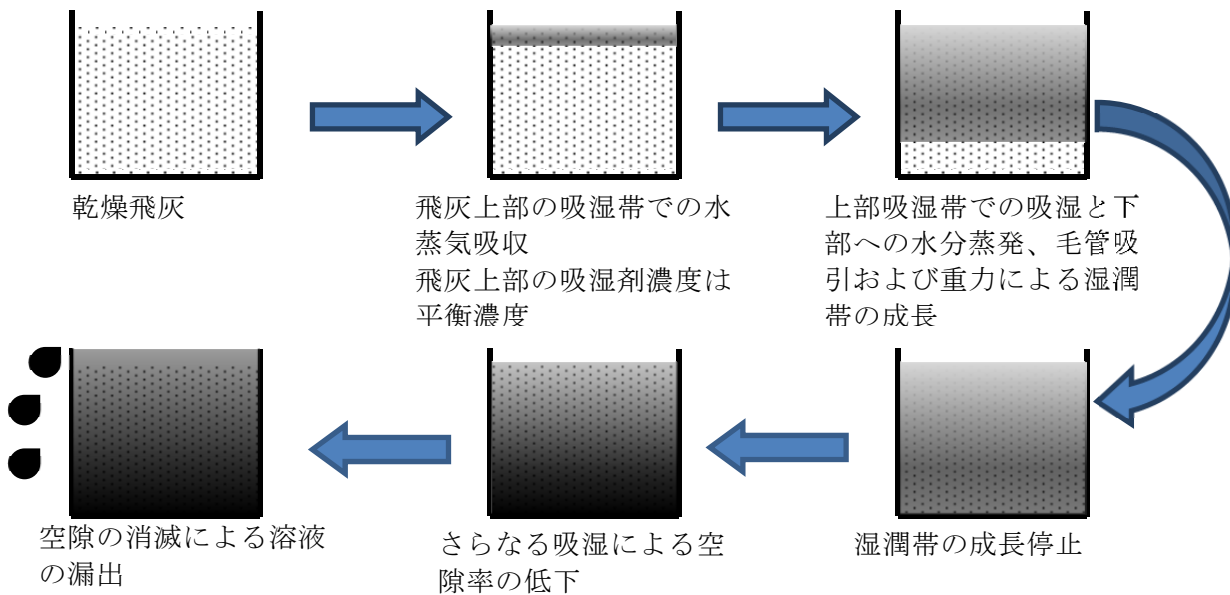 乾燥飛灰
飛灰上部の吸湿帯での水
蒸気吸収
飛灰上部の吸湿剤濃度は
平衡濃度
上部吸湿帯での吸湿と下
部への水分蒸発、毛管吸
引および重力による湿潤
帯の成長
湿潤帯の成長停止
さらなる吸湿による空
隙率の低下
空隙の消滅による溶液
の漏出